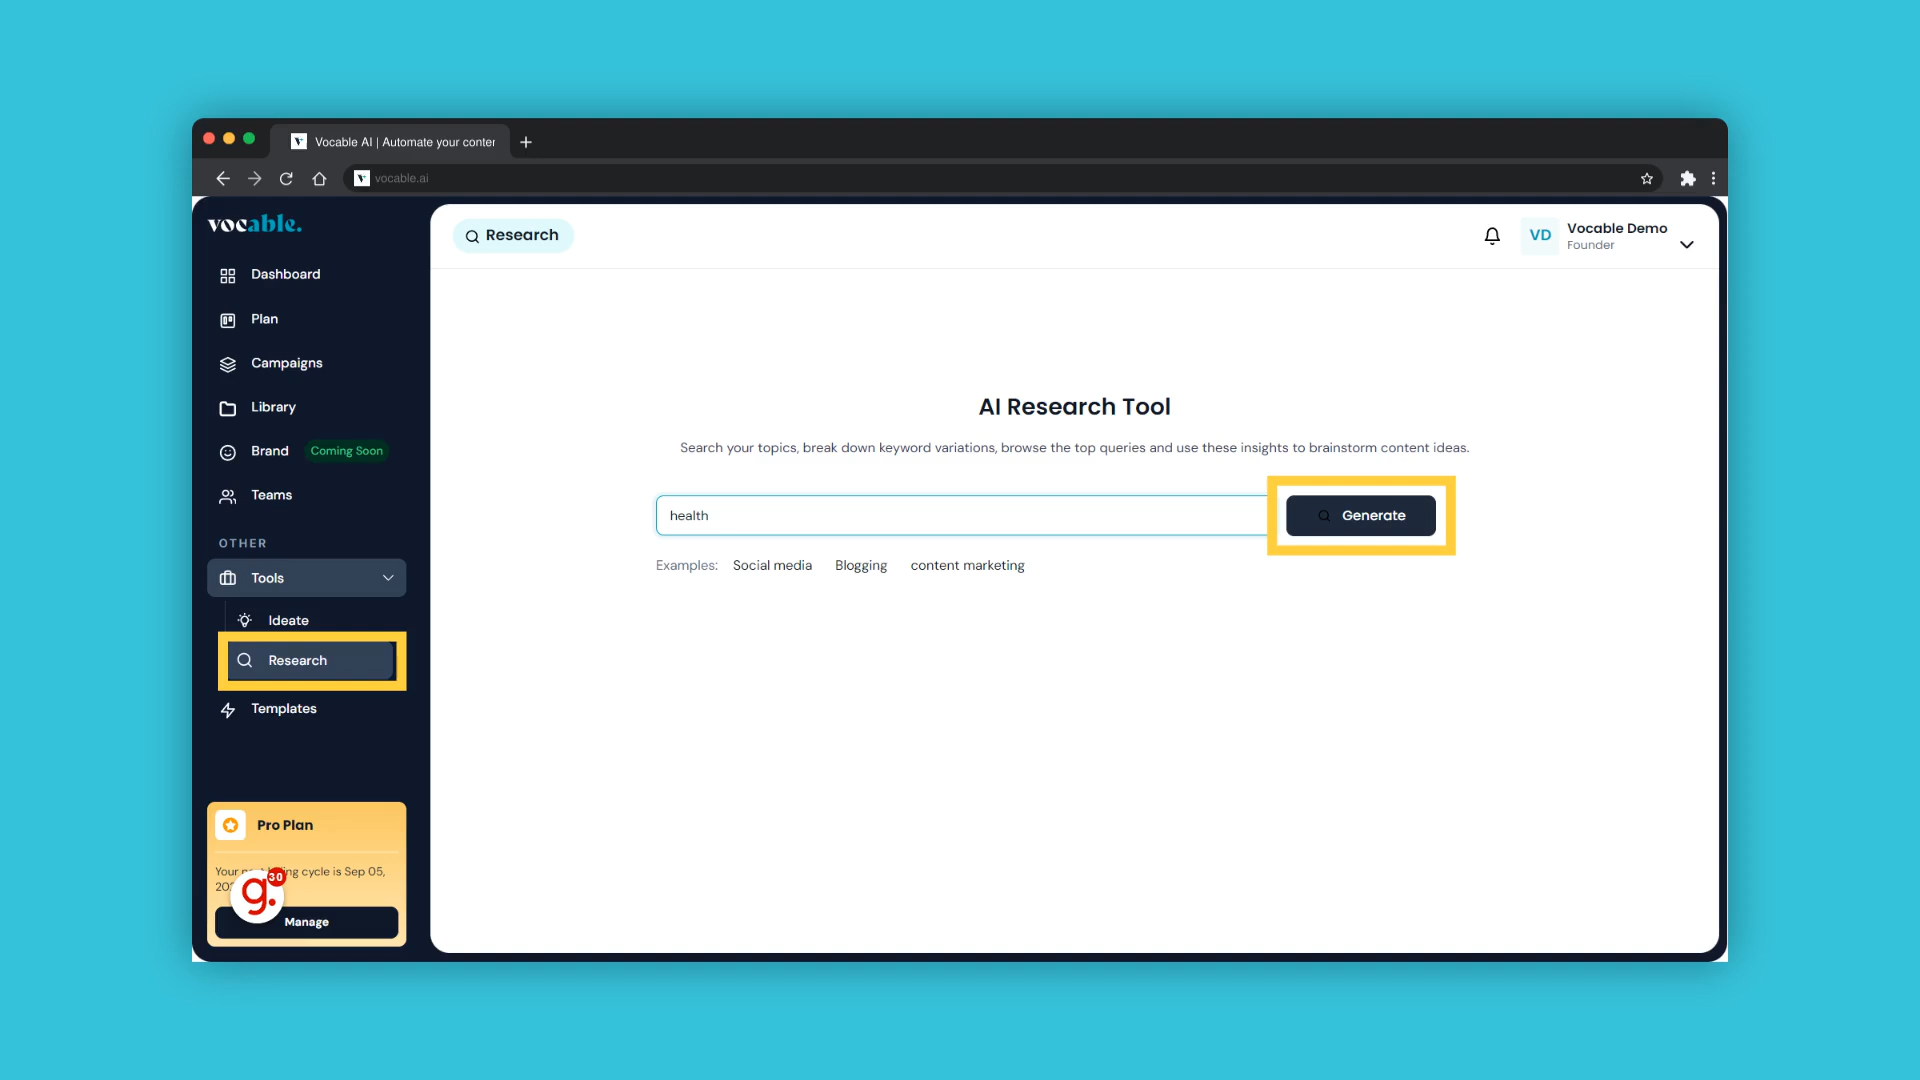 Vocable AI | Automate your conter
vocable.ai
vocable.
Research
VD
Vocable Demo
Founder
Dashboard
Plan
Campaigns
Library
Brand Coming Soon
Teams
OTHER
Tools
Ideate
Research
Templates
AI Research Tool
Search your topics, break down keyword variations, browse the top queries and use these insights to brainstorm content ideas.
health
Generate
Examples: Social media Blogging content marketing
Pro Plan
Your cycle is Sep 05,
g. 30
Manage